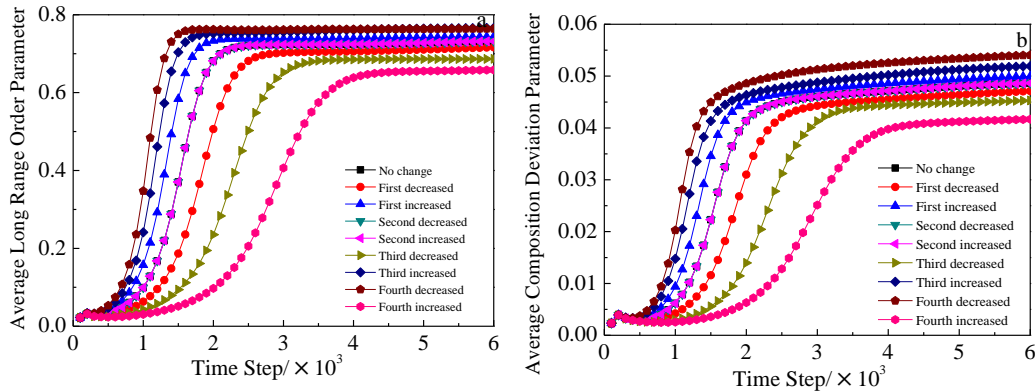 a
Average Long Range Order Parameter
0.8
0.6
0.4
0.2
0.0
No change
First decreased
First increased
Second decreased
Second increased
Third decreased
Third increased
Fourth decreased
Fourth increased
0 1 2 3 4 5 6
Time Step/ × 10³
b
Average Composition Deviation Parameter
0.06
0.05
0.04
0.03
0.02
0.01
0.00
No change
First decreased
First increased
Second decreased
Second increased
Third decreased
Third increased
Fourth decreased
Fourth increased
0 1 2 3 4 5 6
Time Step/ × 10³